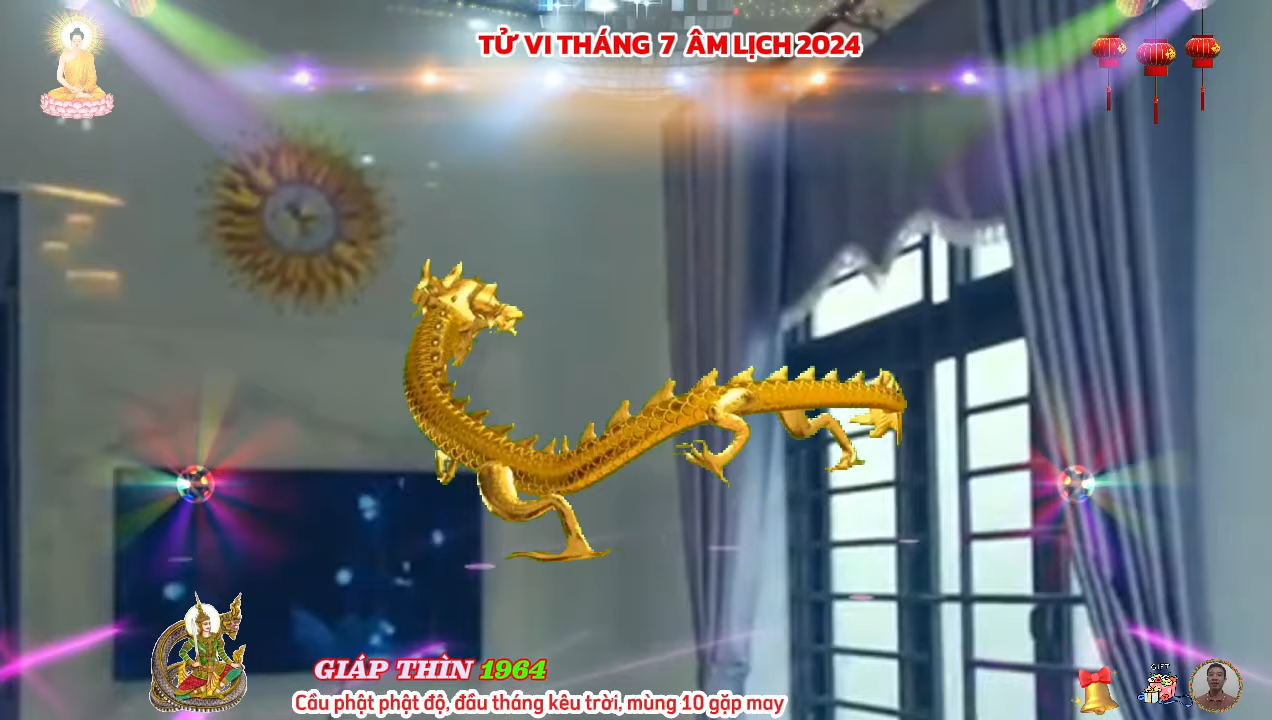 TỬ VI THÁNG 7 ÂM LỊCH 2024
GIFT
GIÁP THÌN 1964
Cầu phật phật độ, đầu tháng kêu trời, mùng 10 gặp may